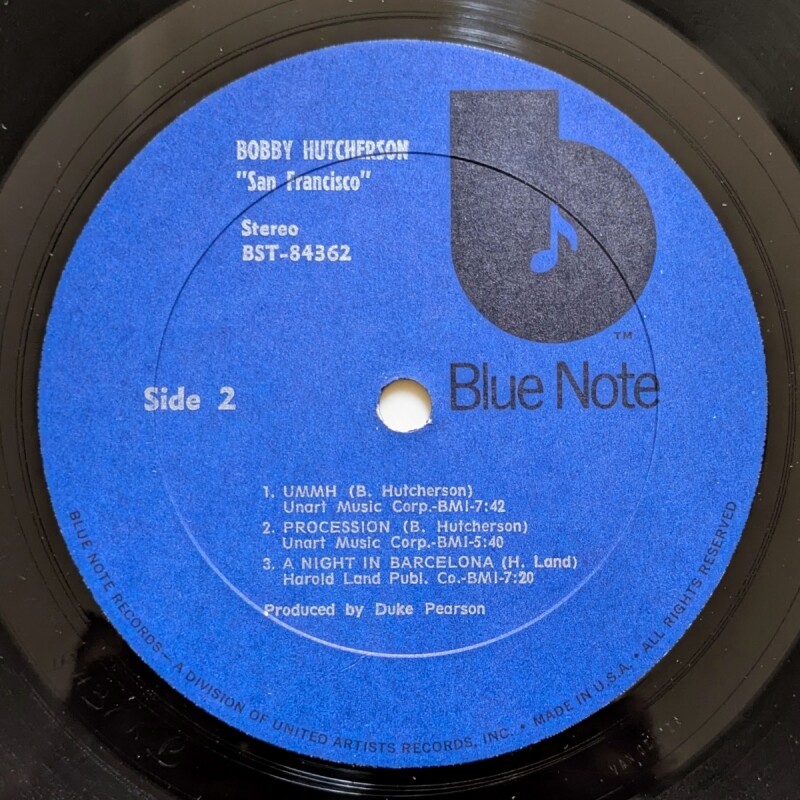 BOBBY HUTCHERSON
"San Francisco"
Stereo
BST-84362
TM
Blue Note
Side 2
1. UMMH (B. Hutcherson)
Unart Music Corp.-BMI-7:42
2. PROCESSION (B. Hutcherson)
Unart Music Corp.-BMI-5:40
3. A NIGHT IN BARCELONA (H. Land)
Harold Land Publ. Co.-BMI-7:20
Produced by Duke Pearson
BLUE NOTE RECORDS— A DIVISION OF UNITED ARTISTS RECORDS, INC. • MADE IN U.S.A. • ALL RIGHTS RESERVED